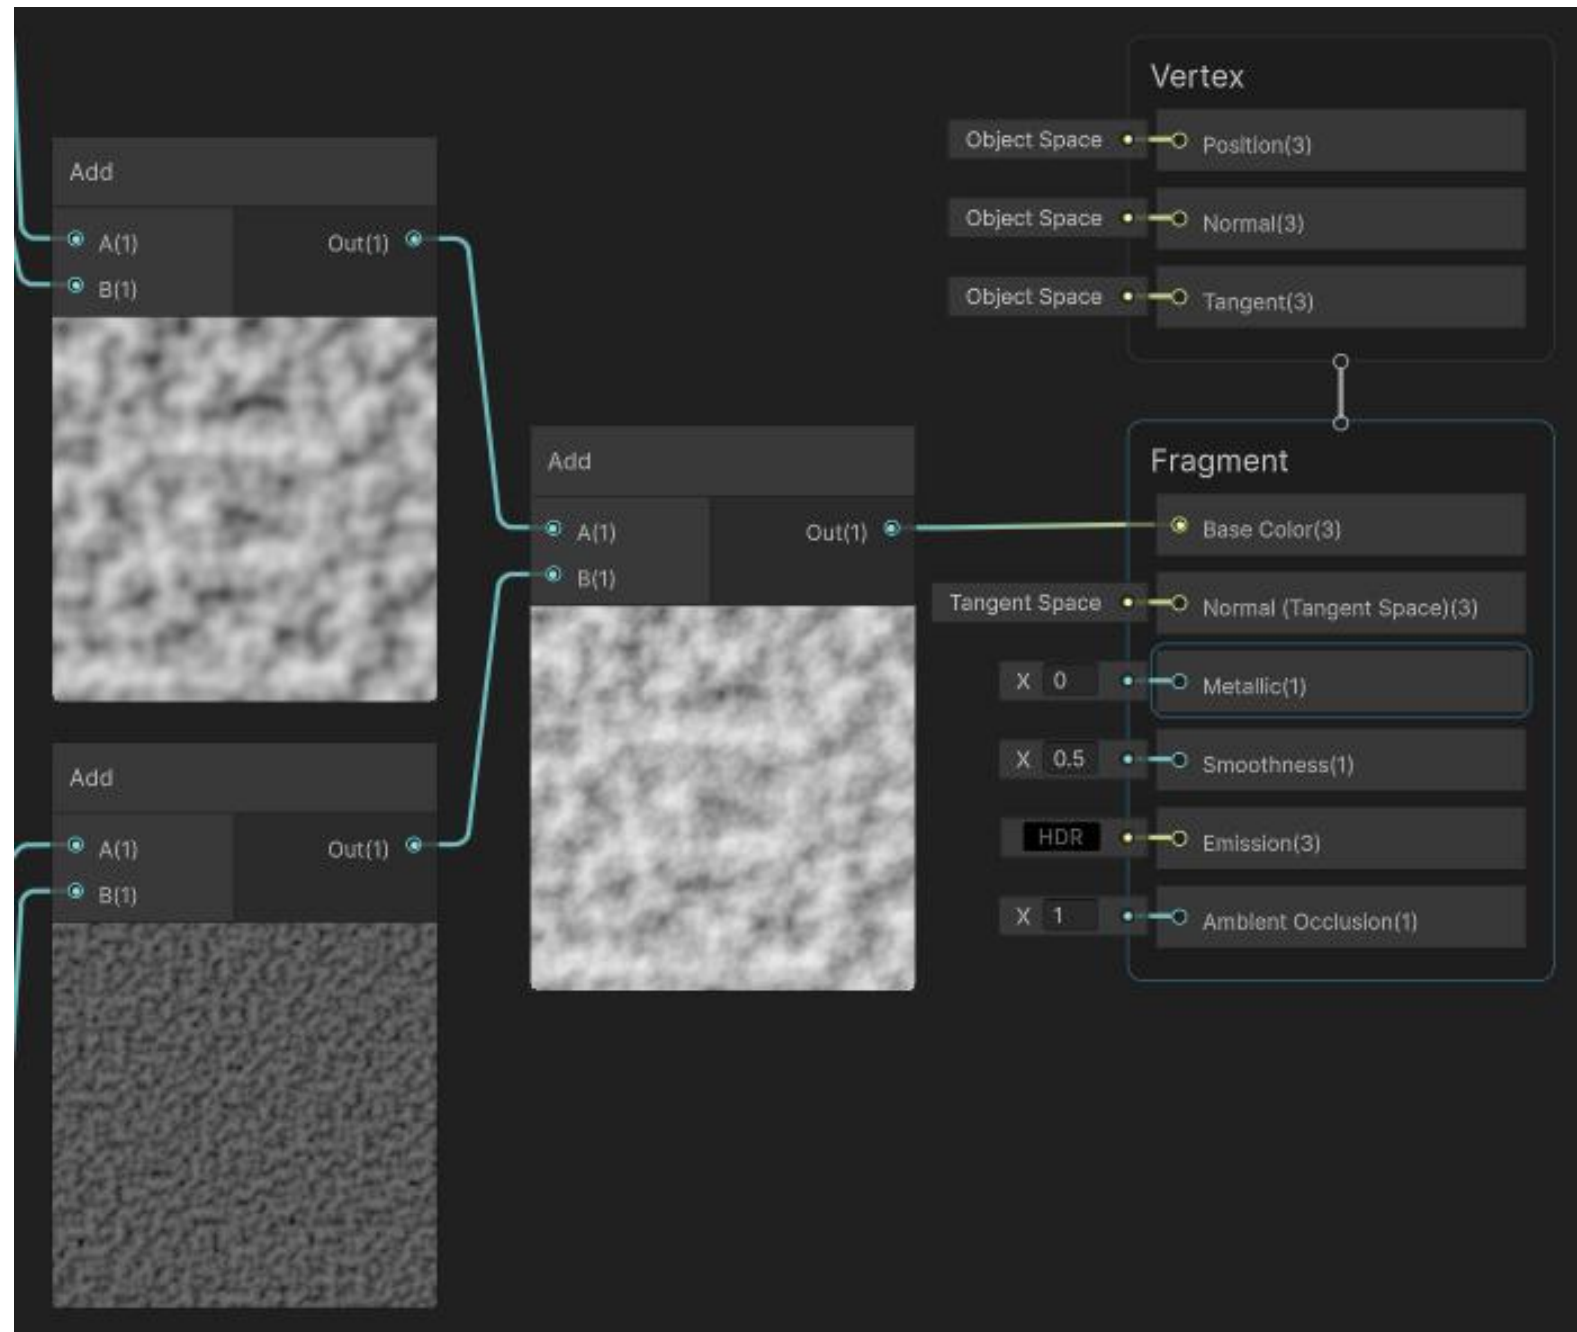 Add
A(1) Out(1)
B(1)
Add
A(1) Out(1)
B(1)
Add
A(1) Out(1)
B(1)
Vertex
Object Space Position(3)
Object Space Normal(3)
Object Space Tangent(3)
Fragment
Base Color(3)
Tangent Space Normal (Tangent Space)(3)
X 0 Metallic(1)
X 0.5 Smoothness(1)
HDR Emission(3)
X 1 Ambient Occlusion(1)